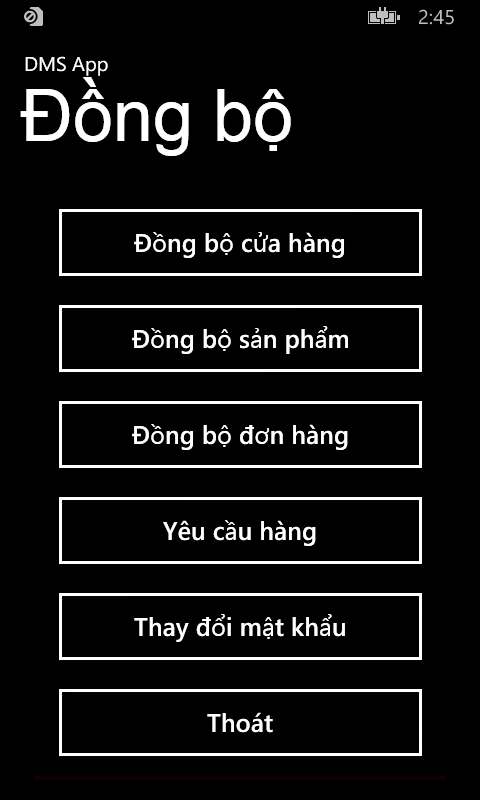 2:45
DMS App
Đồng bộ
Đồng bộ cửa hàng
Đồng bộ sản phẩm
Đồng bộ đơn hàng
Yêu cầu hàng
Thay đổi mật khẩu
Thoát